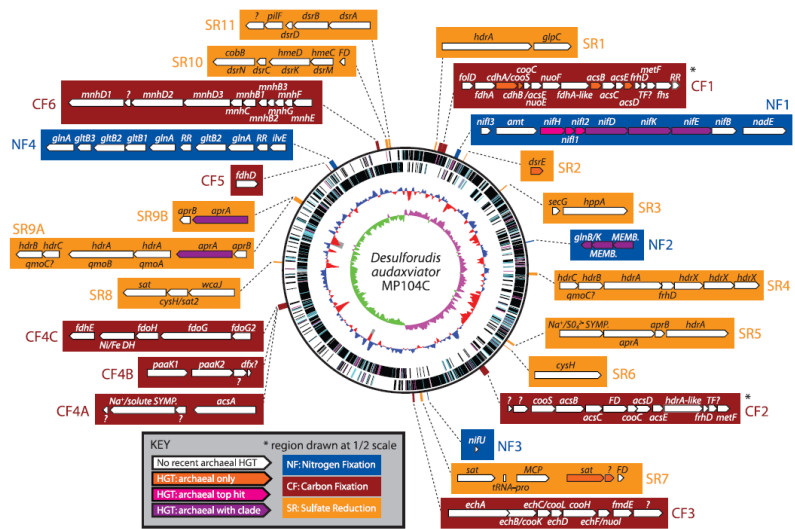 SR11
? pilF dsrB dsrA
dsrD
SR10
cobB hmeD hmeC FD
dsrN dsrC dsrK dsrM
CF6
mnhB3
mnhD1 ? mnhD2 mnhD3 mnhB1 mnhF
mnhC mnhG
mnhB2 mnhE
NF4
glnA gltB3 gltB2 gltB1 glnA RR gltB2 glnA RR ilvE
CF5
fdhD
SR9B
aprB aprA
SR9A
hdrB hdrC hdrA hdrA aprA aprB
qmoC? qmoB qmoA
SR8
sat wcaJ
cysH/sat2
CF4C
fdhE fdoH fdoG fdoG2
Ni/Fe DH
CF4B
paaK1 paaK2 dfx?
?
CF4A
Na⁺/solute SYMP. acsA
? ?
SR1
hdrA glpC
*
CF1
cooC metF
folD cdhA/cooS nuoF acsB acsE frhD RR
fdhA cdhB/acsE fdhA-like acsC TF? fhs
nuoE acsD
NF1
nifI3 amt nifH nifI2 nifD nifK nifE nifB nadE
nifI1
SR2
dsrE
SR3
secG hppA
NF2
glnB/K MEMB.
MEMB.
SR4
hdrC hdrB hdrA hdrX hdrX hdrX
qmoC? frhD
SR5
Na⁺/S0₄²⁻ SYMP. aprB hdrA
aprA
SR6
cysH
*
CF2
? ? cooS acsB FD acsD hdrA-like TF?
acsC cooC acsE frhD metF
NF3
nifU
SR7
sat MCP sat ? FD
tRNA-pro
CF3
echA echC/cooL cooH fmdE ?
echB/cooK echD echF/nuoI
Desulforudis
audaxviator
MP104C
KEY * region drawn at 1/2 scale
No recent archaeal HGT NF: Nitrogen Fixation
HGT: archaeal only
HGT: archaeal top hit CF: Carbon Fixation
HGT: archaeal with clade SR: Sulfate Reduction